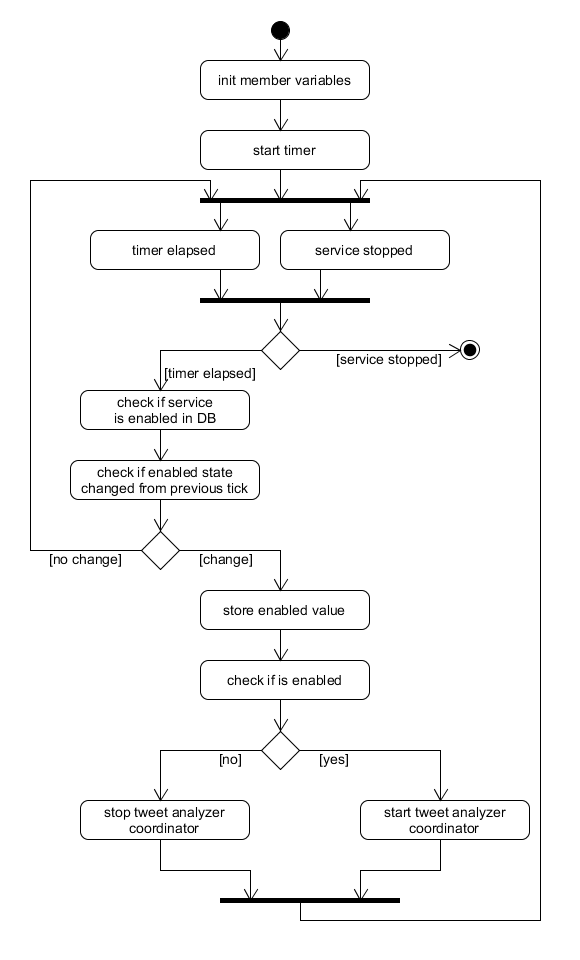 init member variables
start timer
timer elapsed
service stopped
[service stopped]
[timer elapsed]
check if service
is enabled in DB
check if enabled state
changed from previous tick
[no change]
[change]
store enabled value
check if is enabled
[no]
[yes]
stop tweet analyzer
coordinator
start tweet analyzer
coordinator